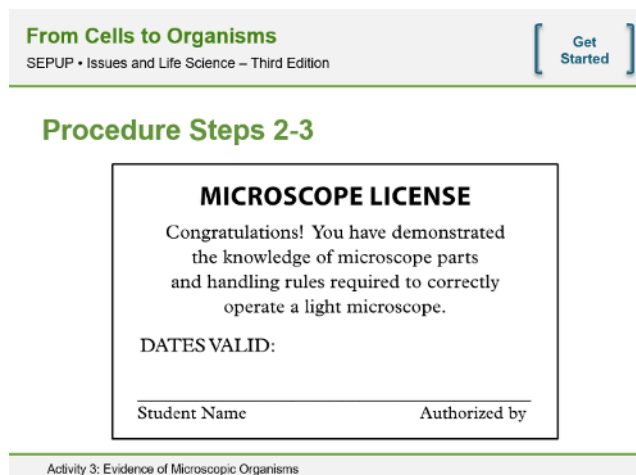 From Cells to Organisms
SEPUP • Issues and Life Science – Third Edition
Get
Started
Procedure Steps 2-3
MICROSCOPE LICENSE
Congratulations! You have demonstrated
the knowledge of microscope parts
and handling rules required to correctly
operate a light microscope.
DATES VALID:
Student Name Authorized by
Activity 3: Evidence of Microscopic Organisms